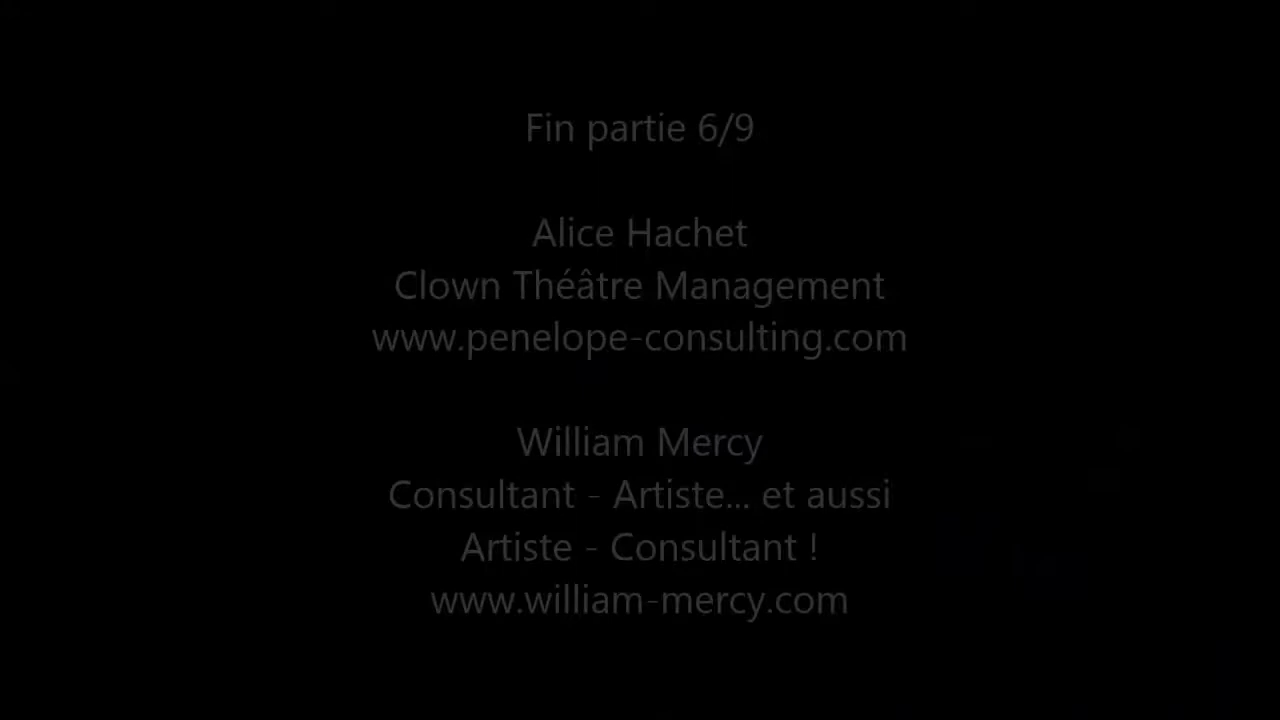 Fin partie 6/9
Alice Hachet
Clown Théâtre Management
www.penelope-consulting.com
William Mercy
Consultant - Artiste... et aussi
Artiste - Consultant !
www.william-mercy.com